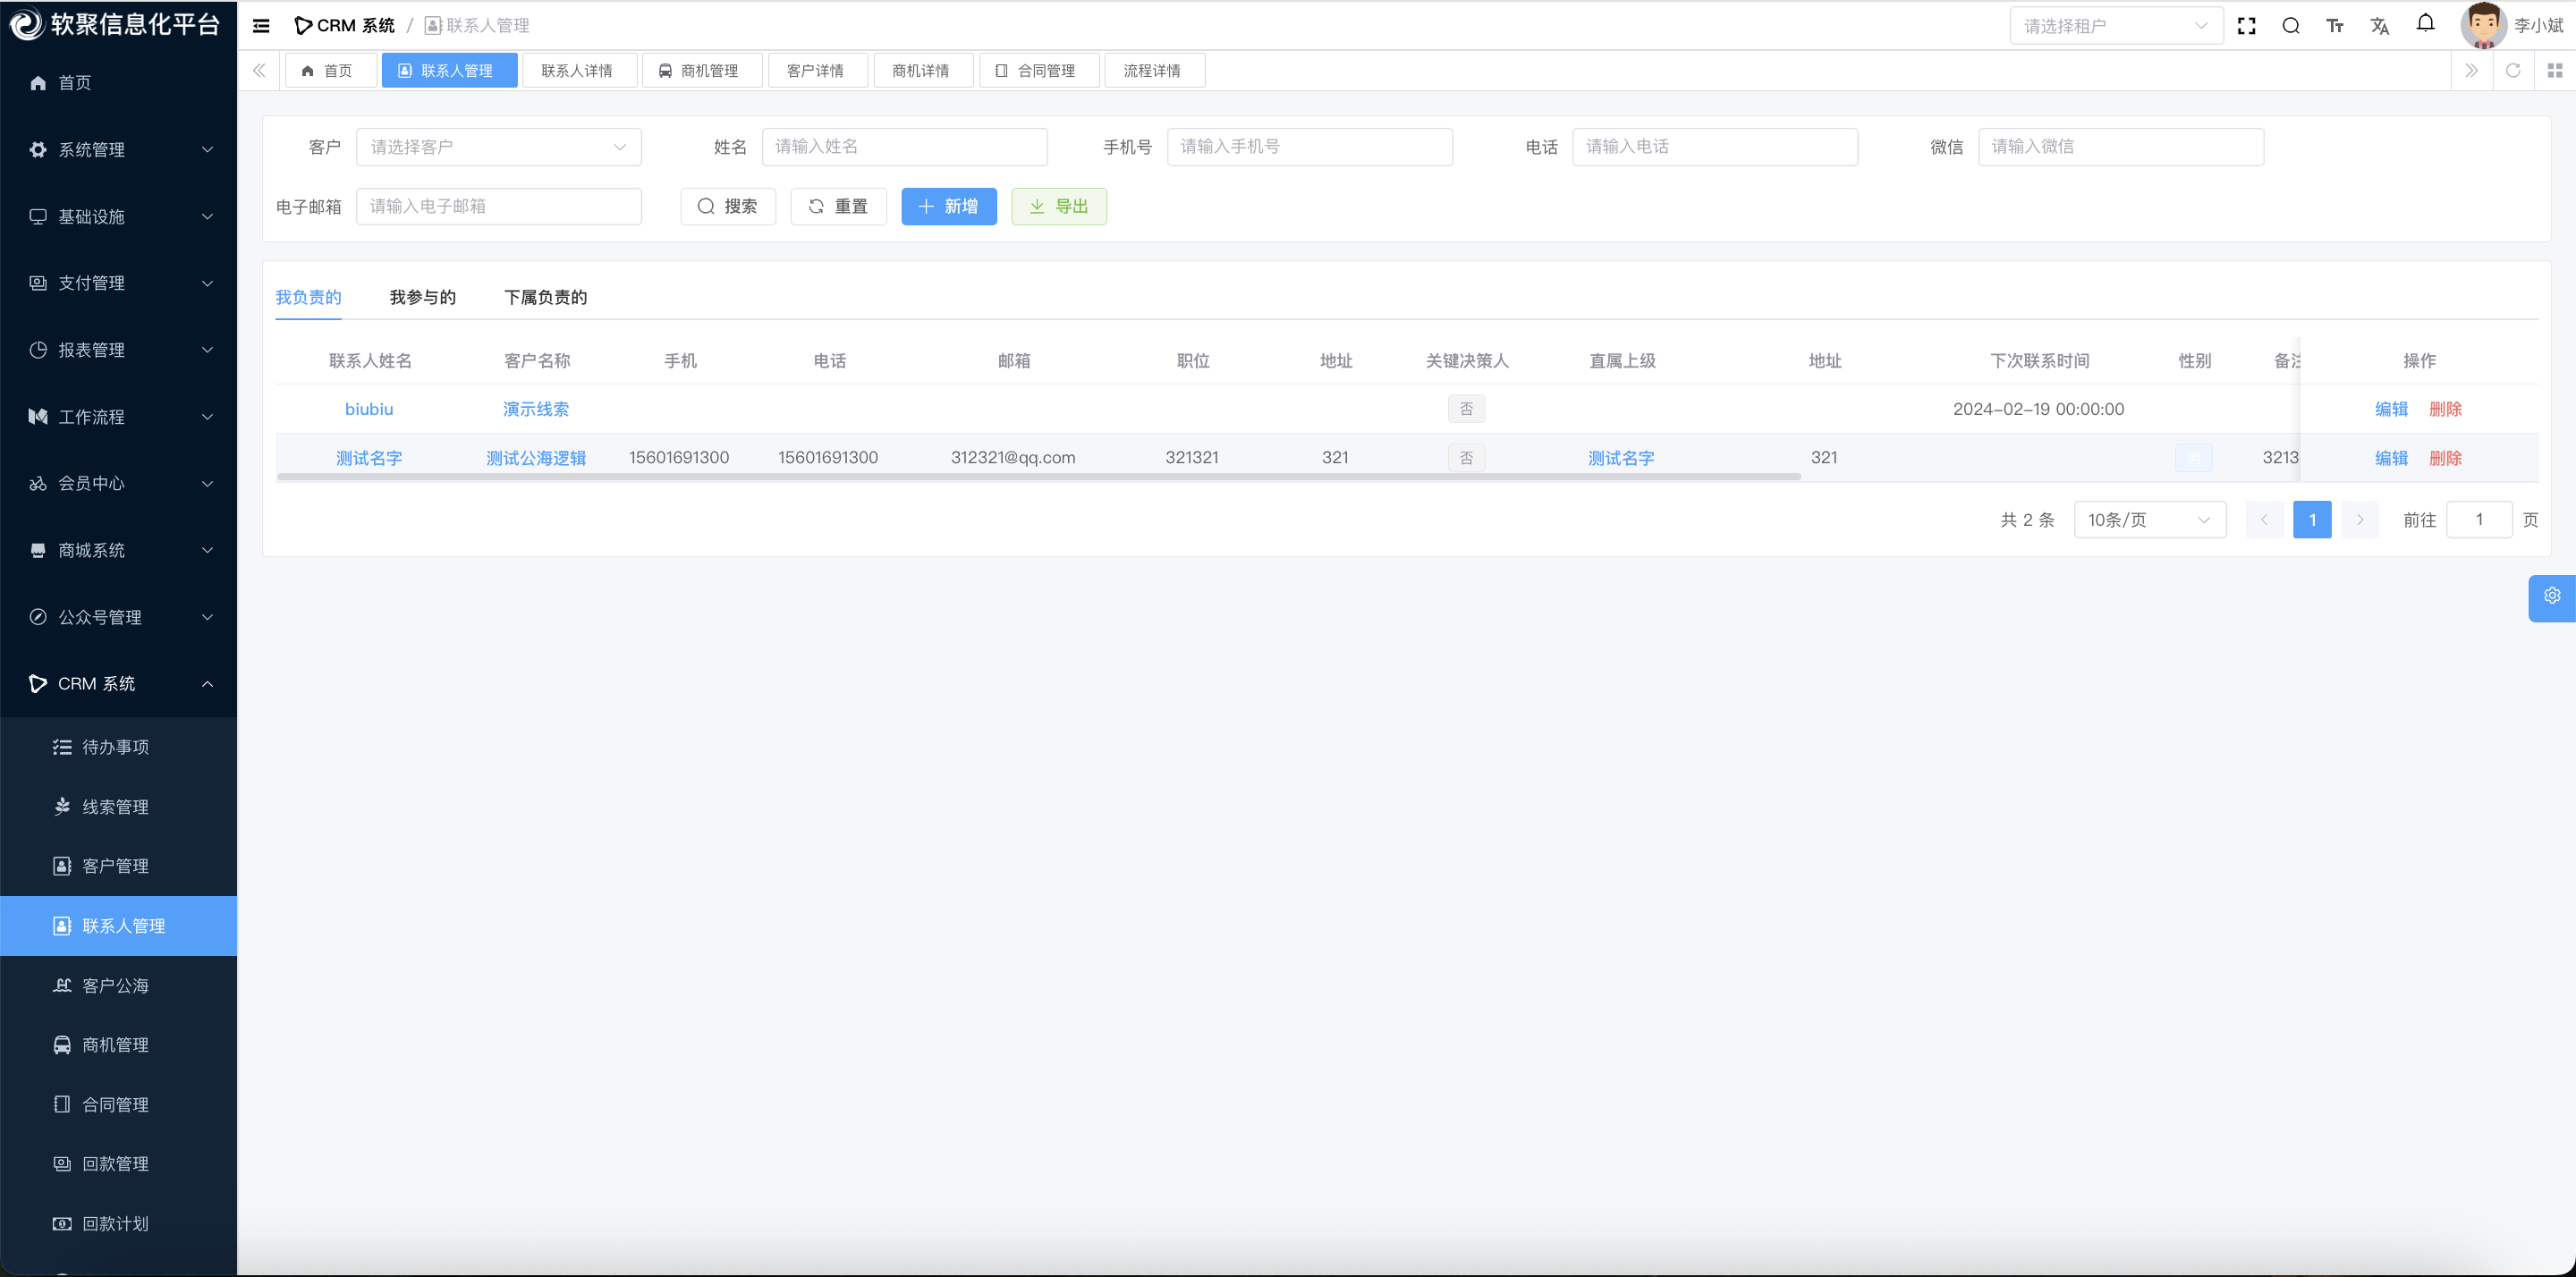 软聚信息化平台
CRM 系统 / 联系人管理
请选择租户
李小斌
首页
联系人管理
联系人详情
商机管理
客户详情
商机详情
合同管理
流程详情
首页
系统管理
基础设施
支付管理
报表管理
工作流程
会员中心
商城系统
公众号管理
CRM 系统
待办事项
线索管理
客户管理
联系人管理
客户公海
商机管理
合同管理
回款管理
回款计划
客户 请选择客户 姓名 请输入姓名 手机号 请输入手机号 电话 请输入电话 微信 请输入微信
电子邮箱 请输入电子邮箱 搜索 重置 新增 导出
我负责的 我参与的 下属负责的
联系人姓名 客户名称 手机 电话 邮箱 职位 地址 关键决策人 直属上级 地址 下次联系时间 性别 备注 操作
biubiu 演示线索 否 2024-02-19 00:00:00 编辑 删除
测试名字 测试公海逻辑 15601691300 15601691300 312321@qq.com 321321 321 否 测试名字 321 男 3213 编辑 删除
共 2 条 10条/页 1 前往 1 页